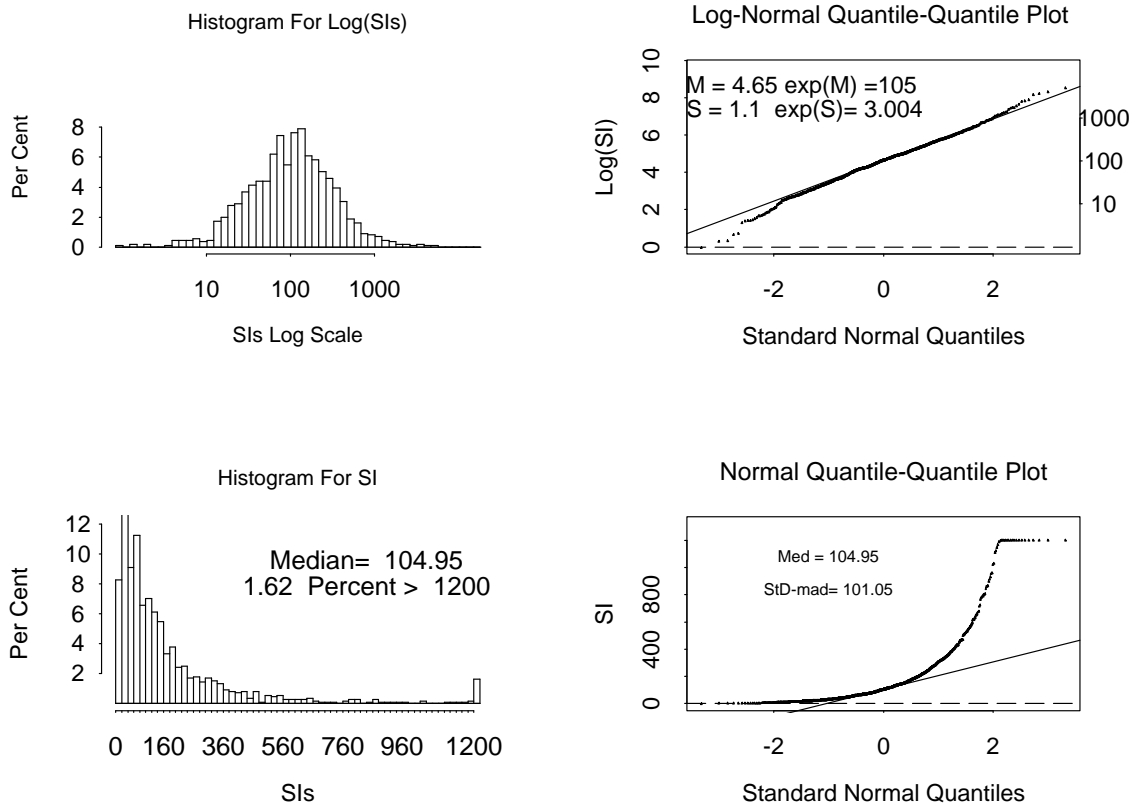 Histogram For Log(SIs)
Per Cent
8
6
4
2
0
10 100 1000
SIs Log Scale
Log-Normal Quantile-Quantile Plot
M = 4.65 exp(M) =105
S = 1.1 exp(S)= 3.004
Log(SI)
10
8
6
4
2
0
1000
100
10
-2 0 2
Standard Normal Quantiles
Histogram For SI
Median= 104.95
1.62 Percent > 1200
Per Cent
12
10
8
6
4
2
0 160 360 560 760 960 1200
SIs
Normal Quantile-Quantile Plot
Med = 104.95
StD-mad= 101.05
SI
800
400
0
-2 0 2
Standard Normal Quantiles